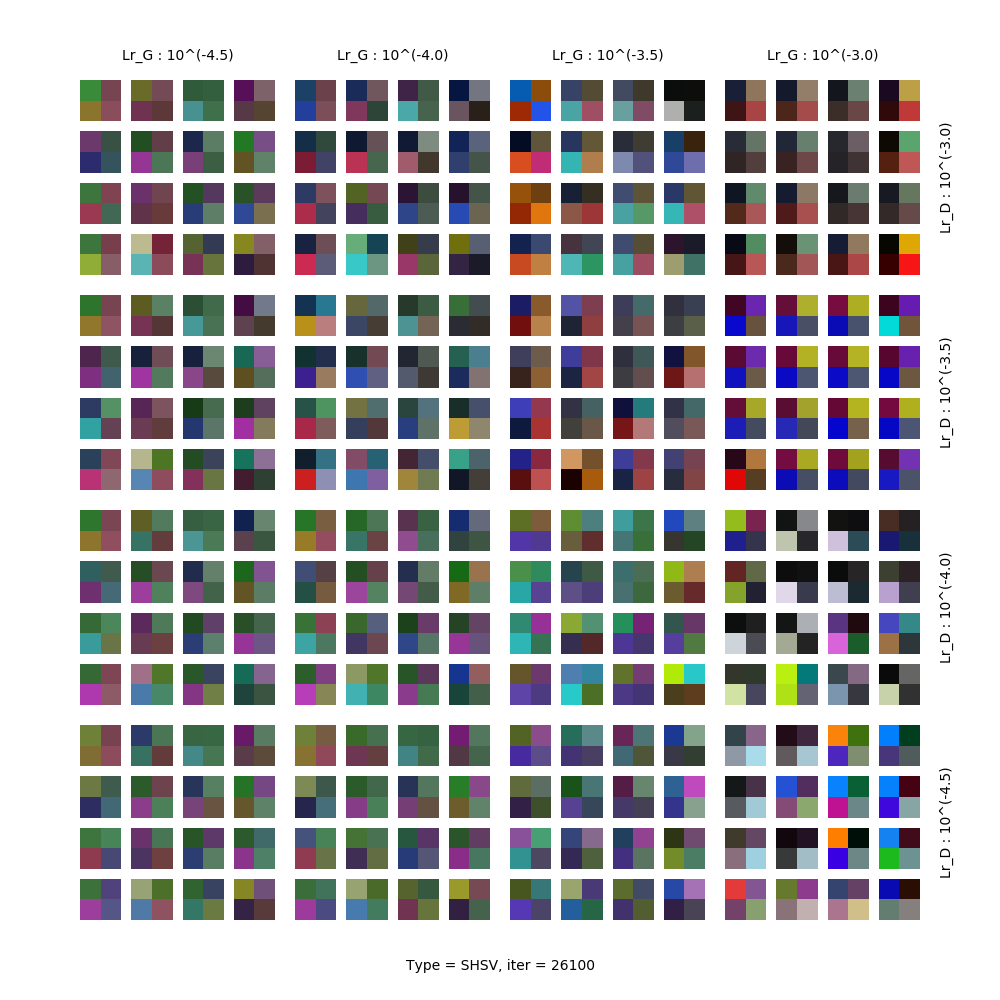 Lr_G : 10^(-4.5)
Lr_G : 10^(-4.0)
Lr_G : 10^(-3.5)
Lr_G : 10^(-3.0)
Lr_D : 10^(-3.0)
Lr_D : 10^(-3.5)
Lr_D : 10^(-4.0)
Lr_D : 10^(-4.5)
Type = SHSV, iter = 26100